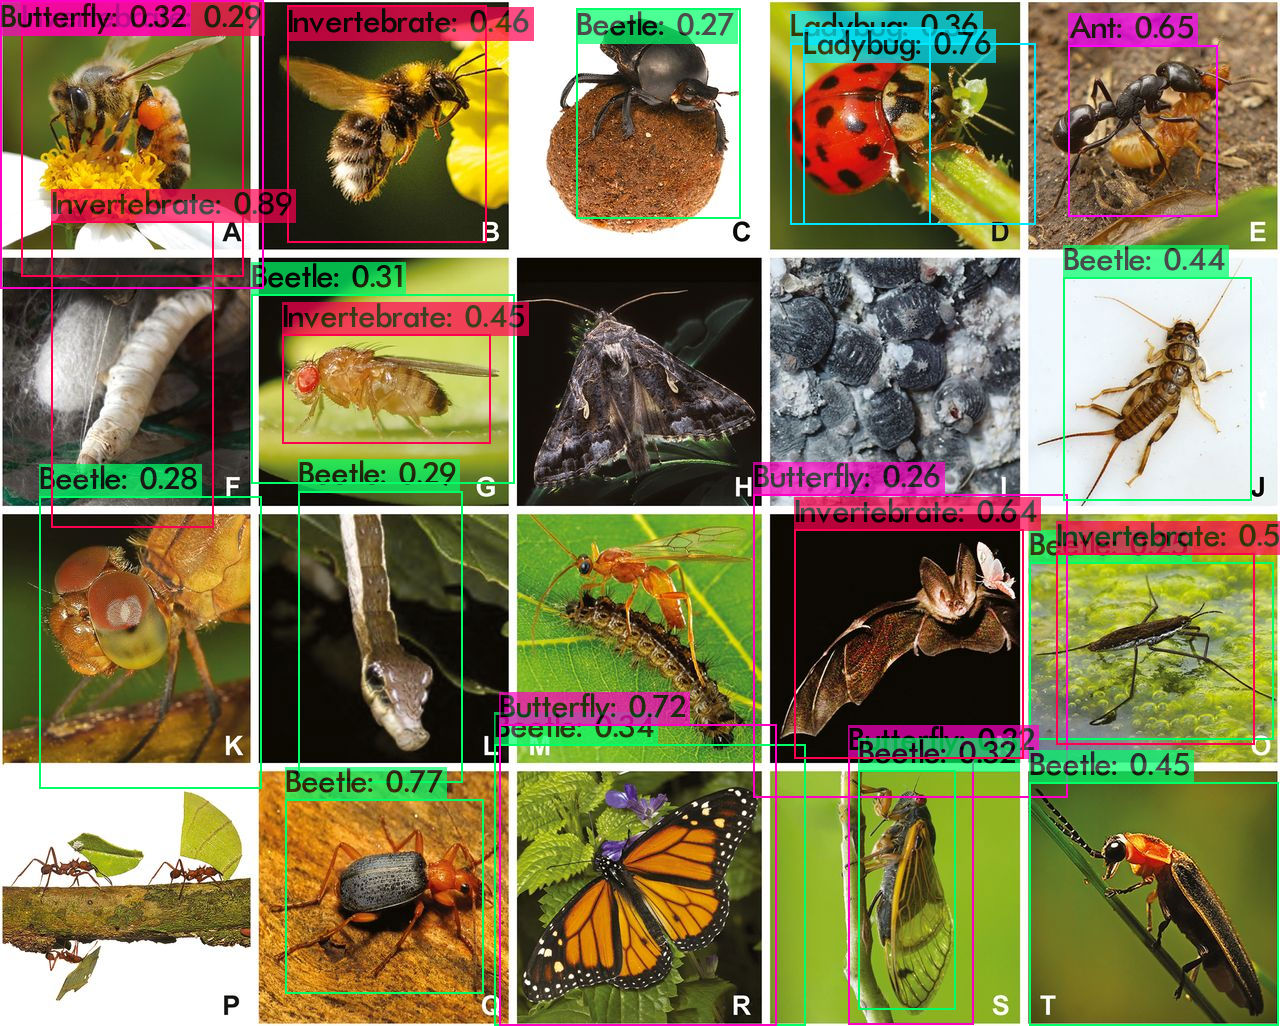 Butterfly: 0.32 0.29
Invertebrate: 0.46
Beetle: 0.27
Ladybug: 0.36
Ladybug: 0.76
Ant: 0.65
Invertebrate: 0.89
A
B
C
D
E
Beetle: 0.31
Invertebrate: 0.45
Beetle: 0.44
Beetle: 0.28
Beetle: 0.29
F
G
H
I
J
Butterfly: 0.26
Invertebrate: 0.64
Invertebrate: 0.5
Butterfly: 0.72
Beetle: 0.34
Beetle: 0.32
K
L
M
O
Beetle: 0.77
Beetle: 0.45
P
Q
R
S
T